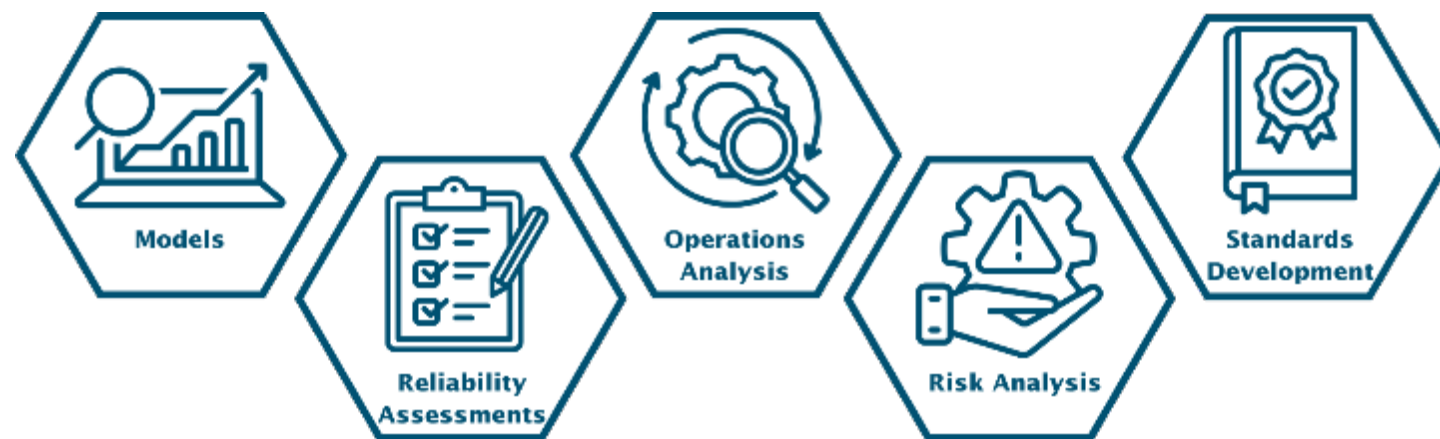 Models
Reliability
Assessments
Operations
Analysis
Risk Analysis
Standards
Development